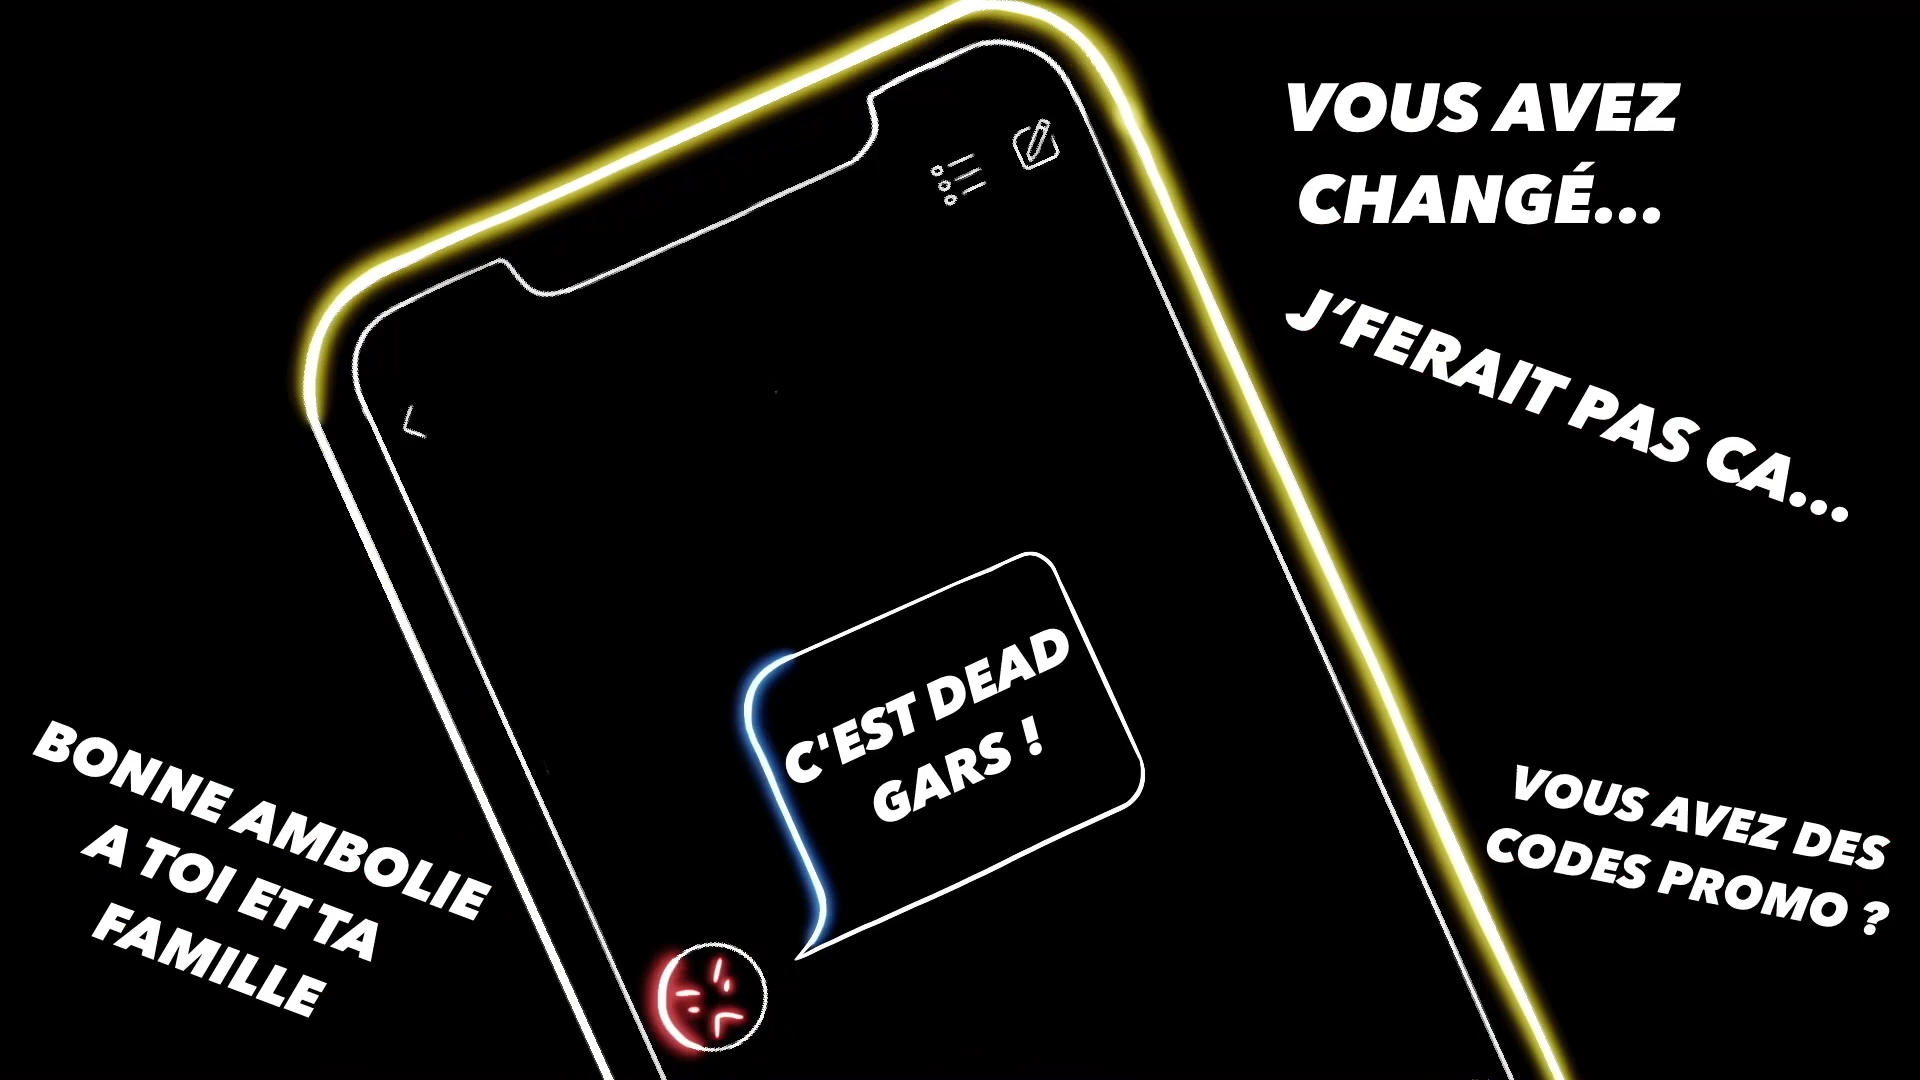 VOUS AVEZ
CHANGÉ...
J'FERAIT PAS CA...
C'EST DEAD
GARS !
BONNE AMBOLIE
A TOI ET TA
FAMILLE
VOUS AVEZ DES
CODES PROMO ?